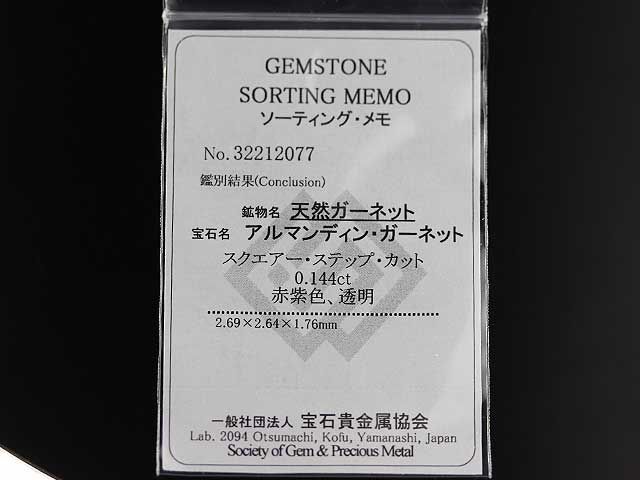 GEMSTONE
SORTING MEMO
ソーティング・メモ
No. 32212077
鑑別結果(Conclusion)
鉱物名 天然ガーネット
宝石名 アルマンディン・ガーネット
スクエアー・ステップ・カット
0.144ct
赤紫色、透明
2.69×2.64×1.76mm
一般社団法人 宝石貴金属協会
Lab. 2094 Otsumachi, Kofu, Yamanashi, Japan
Society of Gem & Precious Metal